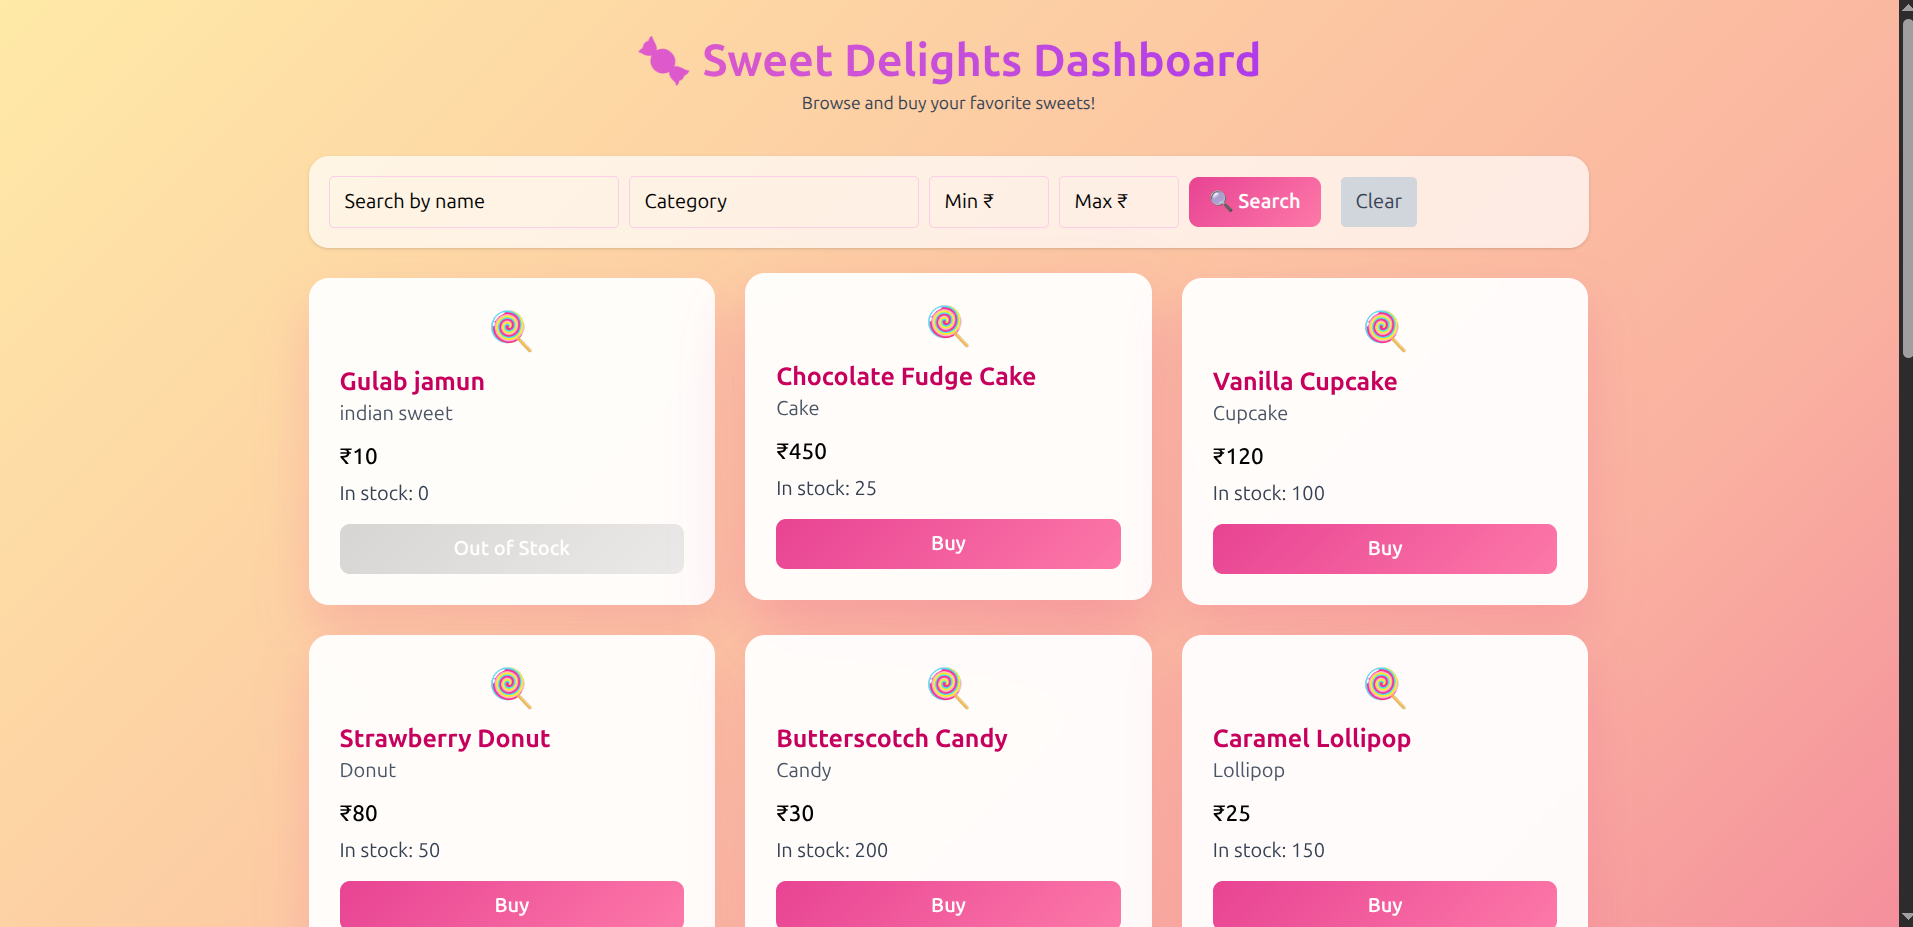 Sweet Delights Dashboard
Browse and buy your favorite sweets!
Search by name Category Min ₹ Max ₹ Search Clear
Gulab jamun
indian sweet
₹10
In stock: 0
Out of Stock
Chocolate Fudge Cake
Cake
₹450
In stock: 25
Buy
Vanilla Cupcake
Cupcake
₹120
In stock: 100
Buy
Strawberry Donut
Donut
₹80
In stock: 50
Buy
Butterscotch Candy
Candy
₹30
In stock: 200
Buy
Caramel Lollipop
Lollipop
₹25
In stock: 150
Buy